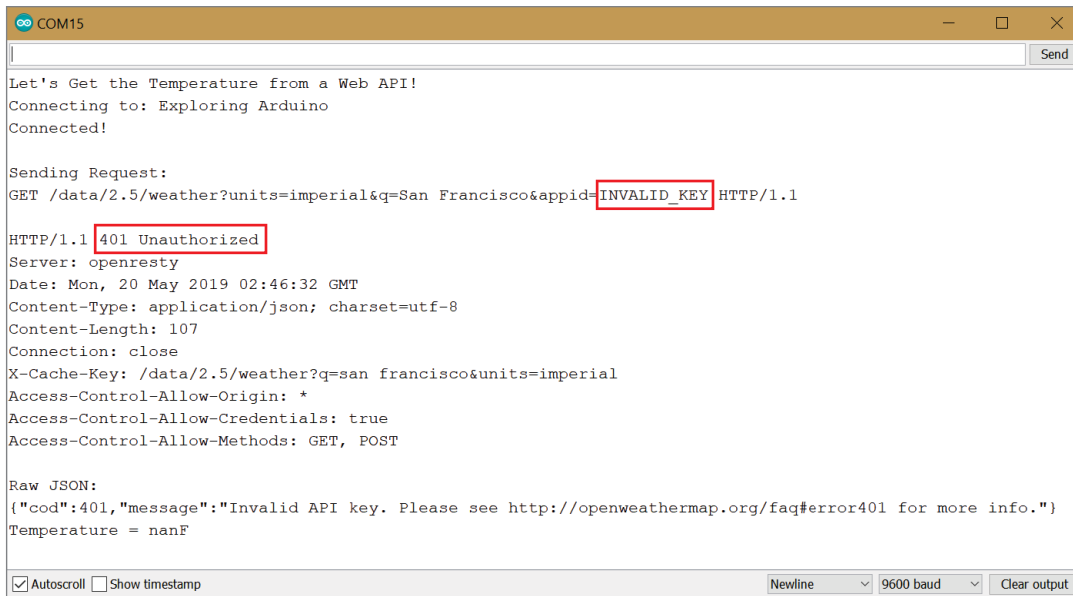 COM15
Send
Let's Get the Temperature from a Web API!
Connecting to: Exploring Arduino
Connected!
Sending Request:
GET /data/2.5/weather?units=imperial&q=San Francisco&appid=INVALID_KEY HTTP/1.1
HTTP/1.1 401 Unauthorized
Server: openresty
Date: Mon, 20 May 2019 02:46:32 GMT
Content-Type: application/json; charset=utf-8
Content-Length: 107
Connection: close
X-Cache-Key: /data/2.5/weather?q=san francisco&units=imperial
Access-Control-Allow-Origin: *
Access-Control-Allow-Credentials: true
Access-Control-Allow-Methods: GET, POST
Raw JSON:
{"cod":401,"message":"Invalid API key. Please see http://openweathermap.org/faq#error401 for more info."}
Temperature = nanF
Autoscroll Show timestamp Newline 9600 baud Clear output